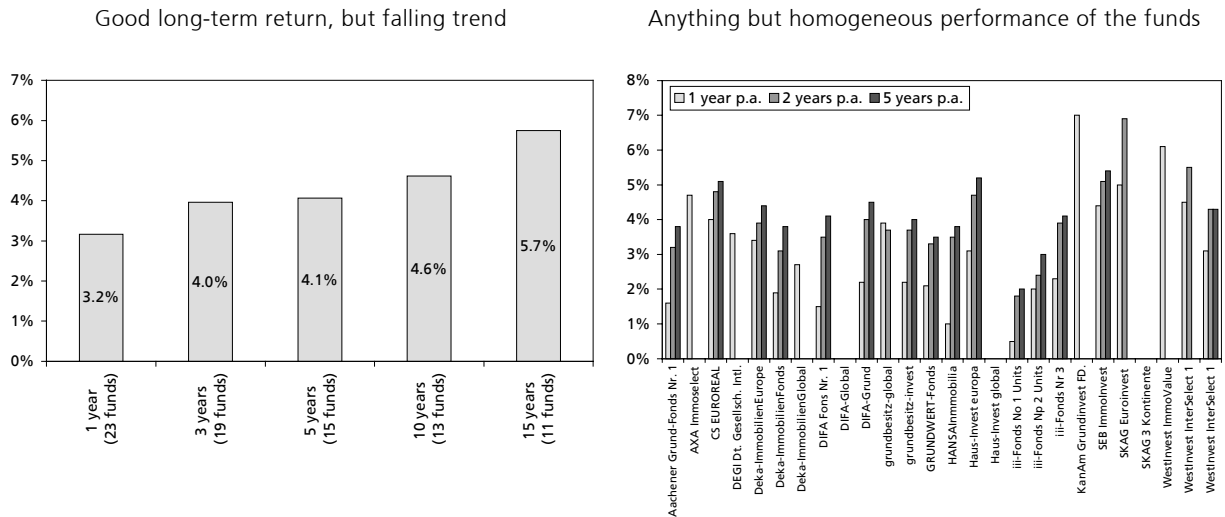 Good long-term return, but falling trend
7%
6%
5%
4%
3%
2%
1%
0%
3.2%
4.0%
4.1%
4.6%
5.7%
1 year
(23 funds)
3 years
(19 funds)
5 years
(15 funds)
10 years
(13 funds)
15 years
(11 funds)
Anything but homogeneous performance of the funds
8%
7%
6%
5%
4%
3%
2%
1%
0%
1 year p.a. 2 years p.a. 5 years p.a.
Aachener Grund-Fonds Nr. 1
AXA Immoselect
CS EUROREAL
DEGI Dt. Gesellsch. Intl.
Deka-ImmobilienEurope
Deka-ImmobilienFonds
Deka-ImmobilienGlobal
DIFA Fons Nr. 1
DIFA-Global
DIFA-Grund
grundbesitz-global
grundbesitz-invest
GRUNDWERT-Fonds
HANSAImmobilia
Haus-Invest europa
Haus-Invest global
iii-Fonds No 1 Units
iii-Fonds Np 2 Units
iii-Fonds Nr 3
KanAm Grundinvest FD.
SEB ImmoInvest
SKAG Euroinvest
SKAG 3 Kontinente
WestInvest ImmoValue
WestInvest InterSelect 1
WestInvest InterSelect 1